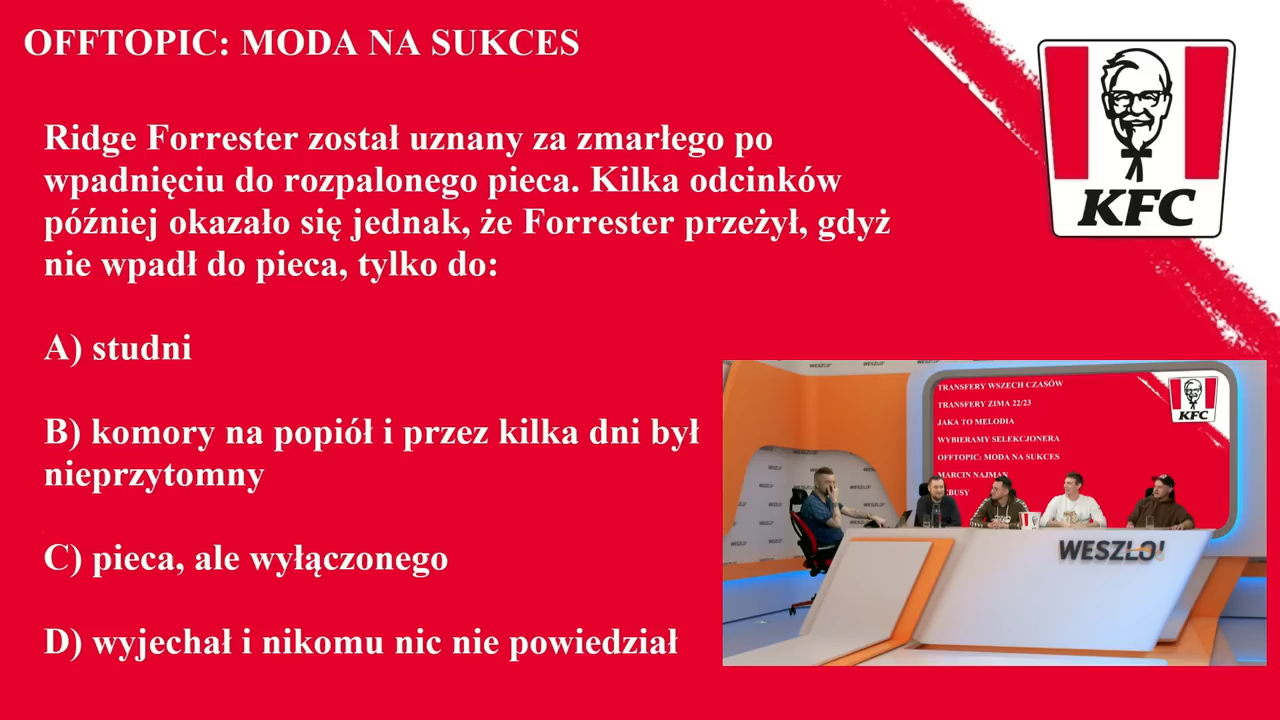 OFFTOPIC: MODA NA SUKCES
Ridge Forrester został uznany za zmarłego po
wpadnięciu do rozpalonego pieca. Kilka odcinków
później okazało się jednak, że Forrester przeżył, gdyż
nie wpadł do pieca, tylko do:
A) studni
B) komory na popiół i przez kilka dni był
nieprzytomny
C) pieca, ale wyłączonego
D) wyjechał i nikomu nic nie powiedział
KFC
WESZŁO!
TRANSFERY WSZECH CZASÓW
TRANSFERY ZIMA 22/23
JAKA TO MELODIA
WYBIERAMY SELEKCJONERA
OFFTOPIC: MODA NA SUKCES
MARCIN NAJMAN
KFC
WESZŁO!